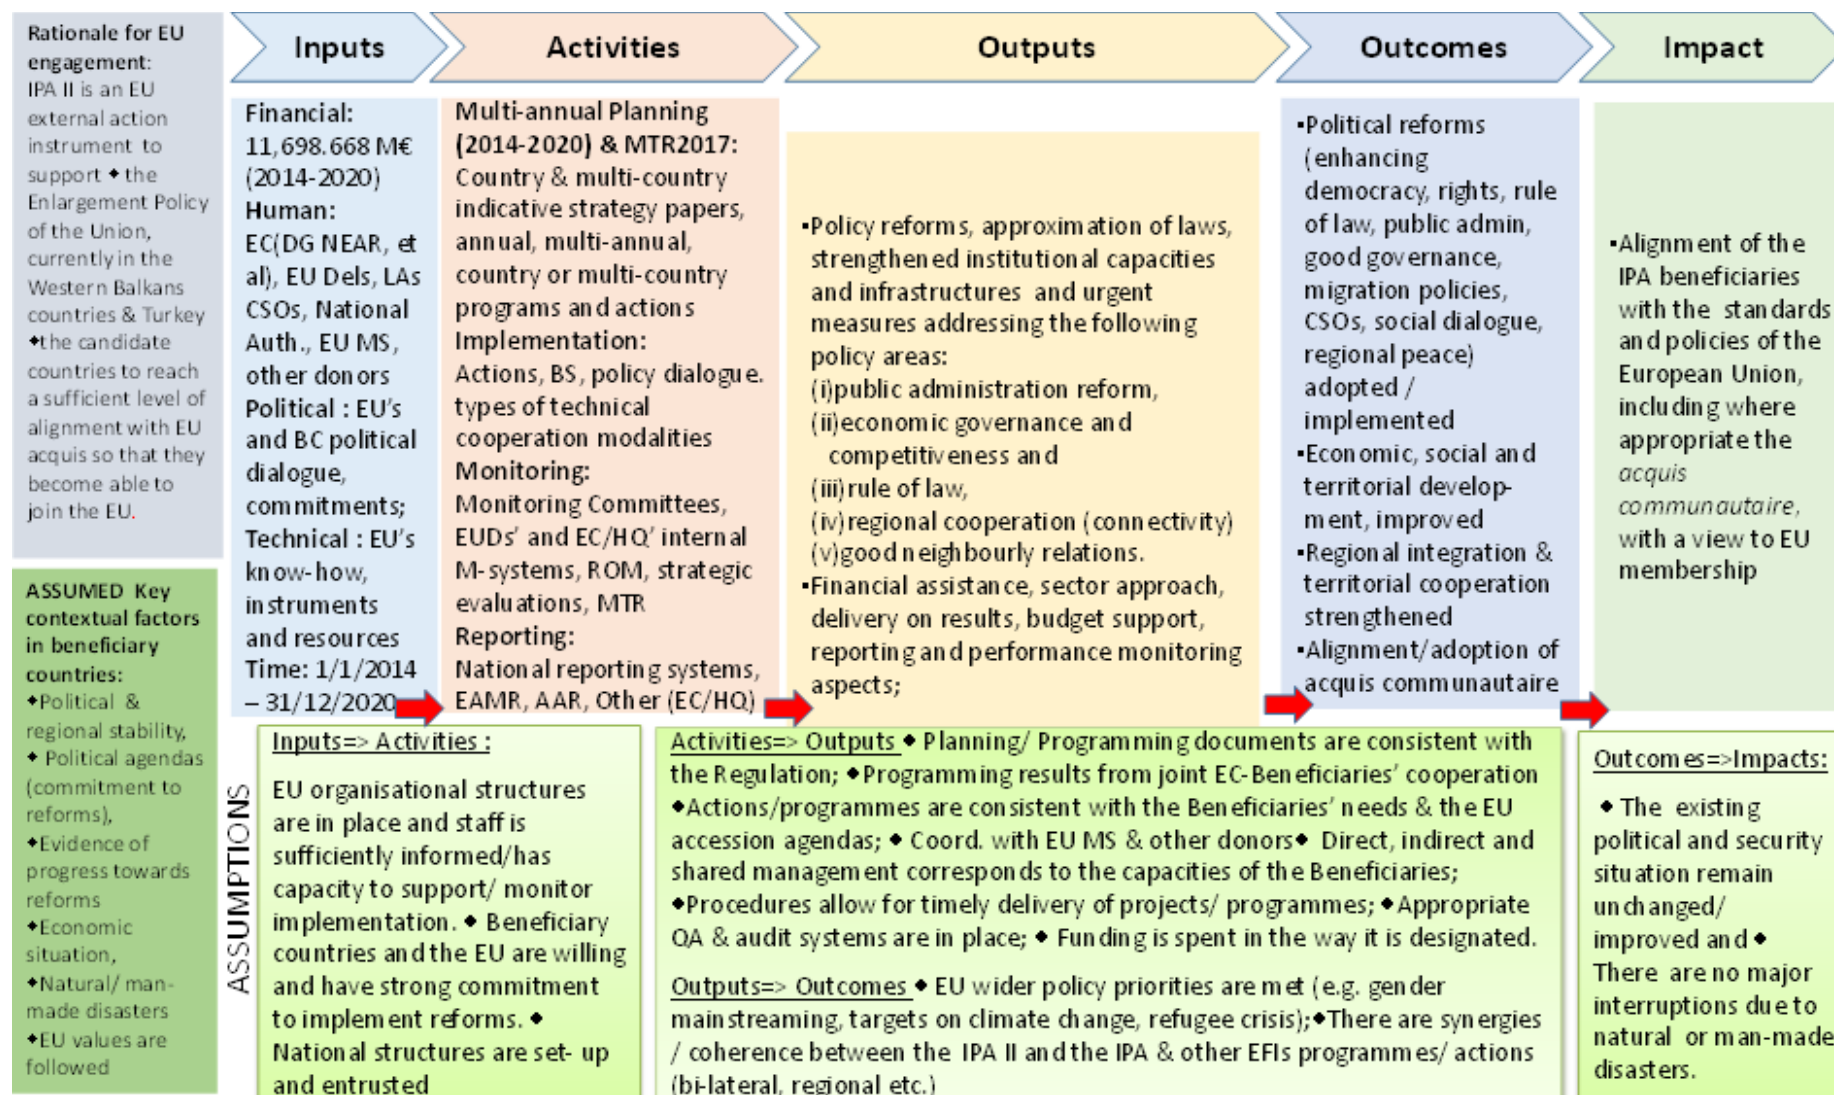 Rationale for EU
engagement:
IPA II is an EU
external action
instrument to
support ◆ the
Enlargement Policy
of the Union,
currently in the
Western Balkans
countries & Turkey
◆the candidate
countries to reach
a sufficient level of
alignment with EU
acquis so that they
become able to
join the EU.
ASSUMED Key
contextual factors
in beneficiary
countries:
◆Political &
regional stability,
◆ Political agendas
(commitment to
reforms),
◆Evidence of
progress towards
reforms
◆Economic
situation,
◆Natural/ man-
made disasters
◆EU values are
followed
Inputs
Financial:
11,698.668 M€
(2014-2020)
Human:
EC(DG NEAR, et
al), EU Dels, LAs
CSOs, National
Auth., EU MS,
other donors
Political : EU's
and BC political
dialogue,
commitments;
Technical : EU's
know-how,
instruments
and resources
Time: 1/1/2014
– 31/12/2020
Activities
Multi-annual Planning
(2014-2020) & MTR2017:
Country & multi-country
indicative strategy papers,
annual, multi-annual,
country or multi-country
programs and actions
Implementation:
Actions, BS, policy dialogue.
types of technical
cooperation modalities
Monitoring:
Monitoring Committees,
EUDs' and EC/HQ' internal
M-systems, ROM, strategic
evaluations, MTR
Reporting:
National reporting systems,
EAMR, AAR, Other (EC/HQ)
Outputs
▪Policy reforms, approximation of laws,
strengthened institutional capacities
and infrastructures and urgent
measures addressing the following
policy areas:
(i)public administration reform,
(ii)economic governance and
competitiveness and
(iii)rule of law,
(iv)regional cooperation (connectivity)
(v)good neighbourly relations.
▪Financial assistance, sector approach,
delivery on results, budget support,
reporting and performance monitoring
aspects;
Outcomes
▪Political reforms
(enhancing
democracy, rights, rule
of law, public admin,
good governance,
migration policies,
CSOs, social dialogue,
regional peace)
adopted /
implemented
▪Economic, social and
territorial develop-
ment, improved
▪Regional integration &
territorial cooperation
strengthened
▪Alignment/adoption of
acquis communautaire
Impact
▪Alignment of the
IPA beneficiaries
with the standards
and policies of the
European Union,
including where
appropriate the
acquis
communautaire,
with a view to EU
membership
ASSUMPTIONS
Inputs=> Activities :
EU organisational structures
are in place and staff is
sufficiently informed/has
capacity to support/ monitor
implementation. ◆ Beneficiary
countries and the EU are willing
and have strong commitment
to implement reforms. ◆
National structures are set- up
and entrusted
Activities=> Outputs ◆ Planning/ Programming documents are consistent with
the Regulation; ◆Programming results from joint EC-Beneficiaries' cooperation
◆Actions/programmes are consistent with the Beneficiaries' needs & the EU
accession agendas; ◆ Coord. with EU MS & other donors◆ Direct, indirect and
shared management corresponds to the capacities of the Beneficiaries;
◆Procedures allow for timely delivery of projects/ programmes; ◆Appropriate
QA & audit systems are in place; ◆ Funding is spent in the way it is designated.
Outputs=> Outcomes ◆ EU wider policy priorities are met (e.g. gender
mainstreaming, targets on climate change, refugee crisis);◆There are synergies
/ coherence between the IPA II and the IPA & other EFIs programmes/ actions
(bi-lateral, regional etc.)
Outcomes=>Impacts:
◆ The existing
political and security
situation remain
unchanged/
improved and ◆
There are no major
interruptions due to
natural or man-made
disasters.